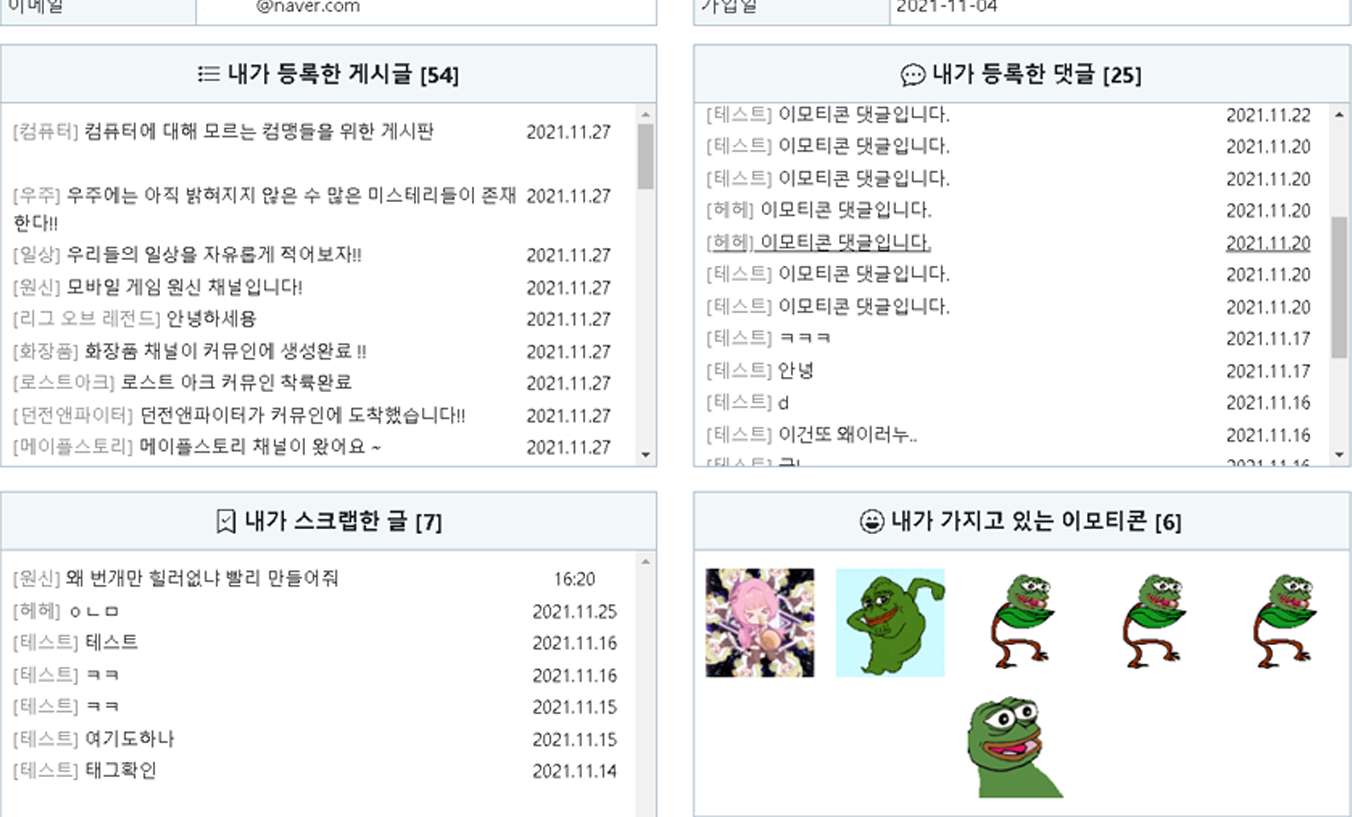 이메일
@naver.com
가입일
2021-11-04
내가 등록한 게시글 [54]
[컴퓨터] 컴퓨터에 대해 모르는 컴맹들을 위한 게시판 2021.11.27
[우주] 우주에는 아직 밝혀지지 않은 수 많은 미스테리들이 존재 2021.11.27
한다!!
[일상] 우리들의 일상을 자유롭게 적어보자!! 2021.11.27
[원신] 모바일 게임 원신 채널입니다! 2021.11.27
[리그 오브 레전드] 안녕하세용 2021.11.27
[화장품] 화장품 채널이 커뮤인에 생성완료 !! 2021.11.27
[로스트아크] 로스트 아크 커뮤인 착륙완료 2021.11.27
[던전앤파이터] 던전앤파이터가 커뮤인에 도착했습니다!! 2021.11.27
[메이플스토리] 메이플스토리 채널이 왔어요 ~ 2021.11.27
내가 등록한 댓글 [25]
[테스트] 이모티콘 댓글입니다. 2021.11.22
[테스트] 이모티콘 댓글입니다. 2021.11.20
[테스트] 이모티콘 댓글입니다. 2021.11.20
[헤헤] 이모티콘 댓글입니다. 2021.11.20
[헤헤] 이모티콘 댓글입니다. 2021.11.20
[테스트] 이모티콘 댓글입니다. 2021.11.20
[테스트] 이모티콘 댓글입니다. 2021.11.20
[테스트] ㅋㅋㅋ 2021.11.17
[테스트] 안녕 2021.11.17
[테스트] d 2021.11.16
[테스트] 이건또 왜이러누.. 2021.11.16
[테스트] 2021.11.16
내가 스크랩한 글 [7]
[원신] 왜 번개만 힐러없냐 빨리 만들어줘 16:20
[헤헤] ㅇㄴㅁ 2021.11.25
[테스트] 테스트 2021.11.16
[테스트] ㅋㅋ 2021.11.16
[테스트] ㅋㅋ 2021.11.15
[테스트] 여기도하나 2021.11.15
[테스트] 태그확인 2021.11.14
내가 가지고 있는 이모티콘 [6]